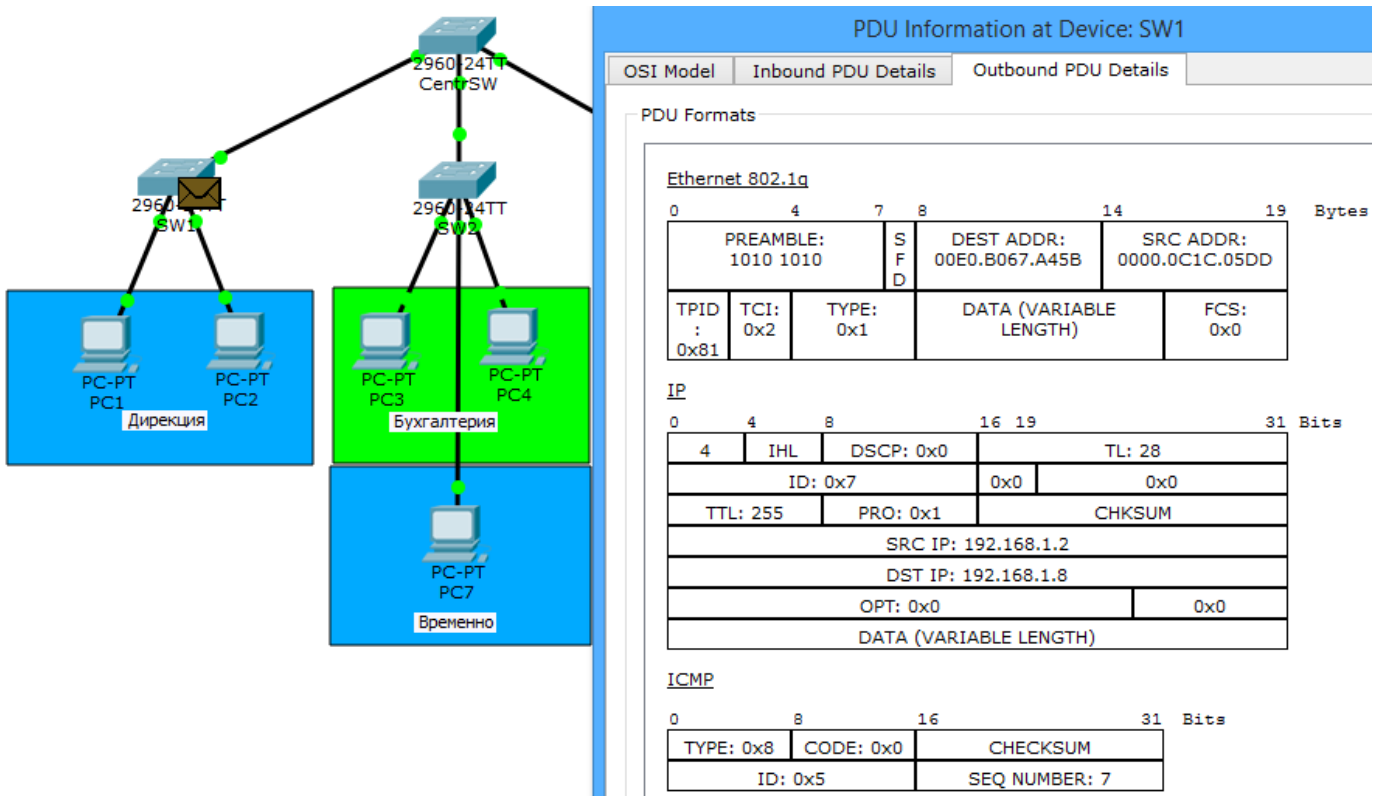 2960-24TT
CentrSW
2960-24TT
SW1
2960-24TT
SW2
PC-PT
PC1
PC-PT
PC2
Дирекция
PC-PT
PC3
PC-PT
PC4
Бухгалтерия
PC-PT
PC7
Временно
PDU Information at Device: SW1
OSI Model Inbound PDU Details Outbound PDU Details
PDU Formats
Ethernet 802.1q
0 4 7 8 14 19 Bytes
PREAMBLE:
1010 1010
S
F
D
DEST ADDR:
00E0.B067.A45B
SRC ADDR:
0000.0C1C.05DD
TPID
:
0x81
TCI:
0x2
TYPE:
0x1
DATA (VARIABLE
LENGTH)
FCS:
0x0
IP
0 4 8 16 19 31 Bits
4 IHL DSCP: 0x0 TL: 28
ID: 0x7 0x0 0x0
TTL: 255 PRO: 0x1 CHKSUM
SRC IP: 192.168.1.2
DST IP: 192.168.1.8
OPT: 0x0 0x0
DATA (VARIABLE LENGTH)
ICMP
0 8 16 31 Bits
TYPE: 0x8 CODE: 0x0 CHECKSUM
ID: 0x5 SEQ NUMBER: 7